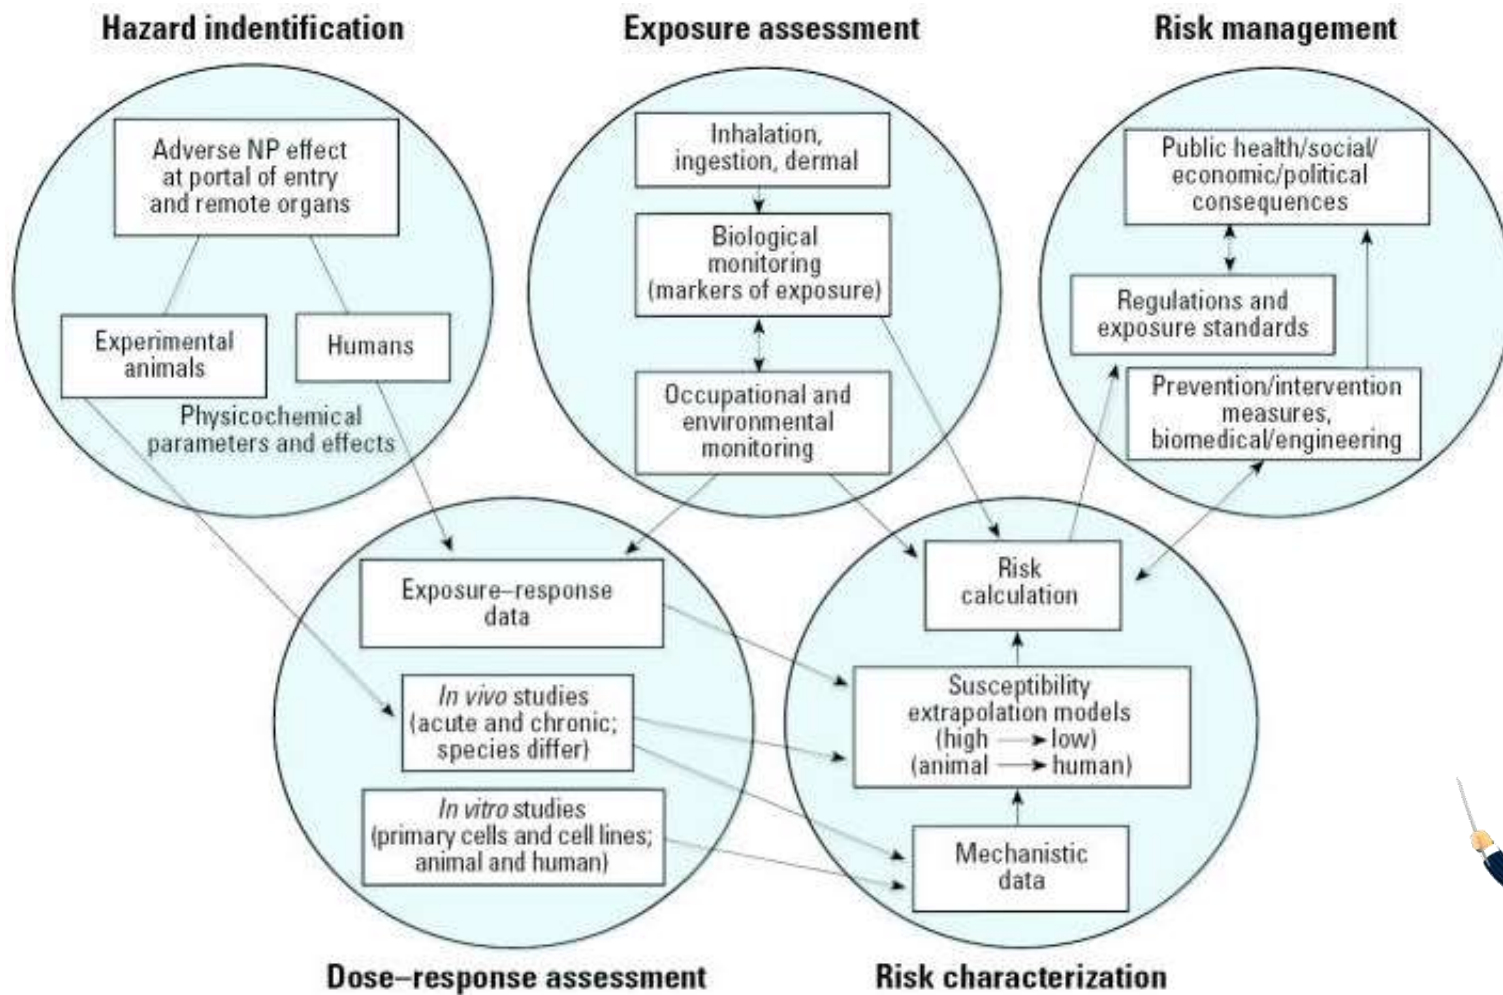 Hazard indentification
Exposure assessment
Risk management
Adverse NP effect
at portal of entry
and remote organs
Experimental
animals
Humans
Physicochemical
parameters and effects
Inhalation,
ingestion, dermal
Biological
monitoring
(markers of exposure)
Occupational and
environmental
monitoring
Public health/social/
economic/political
consequences
Regulations and
exposure standards
Prevention/intervention
measures,
biomedical/engineering
Exposure–response
data
In vivo studies
(acute and chronic;
species differ)
In vitro studies
(primary cells and cell lines;
animal and human)
Risk
calculation
Susceptibility
extrapolation models
(high → low)
(animal → human)
Mechanistic
data
Dose–response assessment
Risk characterization